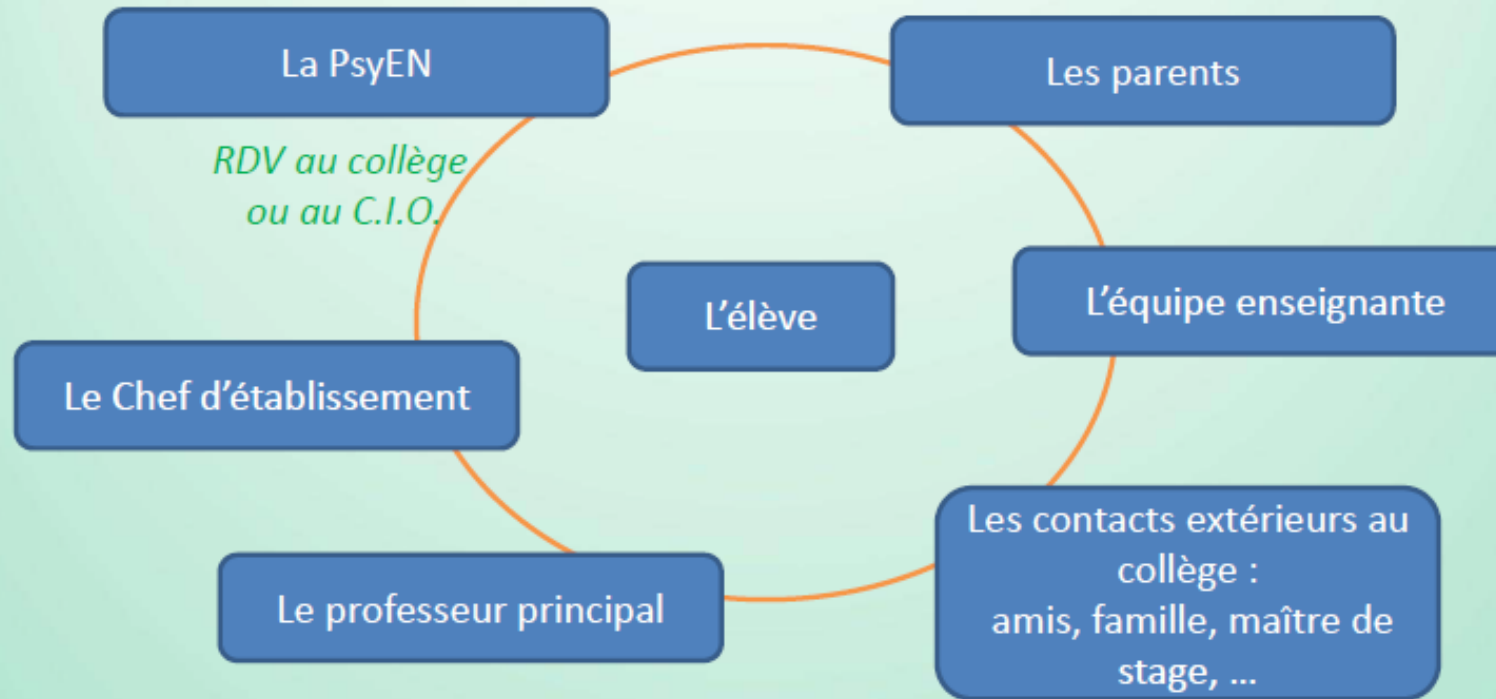 La PsyEN
Les parents
RDV au collège
ou au C.I.O.
L'élève
L'équipe enseignante
Le Chef d'établissement
Les contacts extérieurs au
collège :
amis, famille, maître de
stage, ...
Le professeur principal